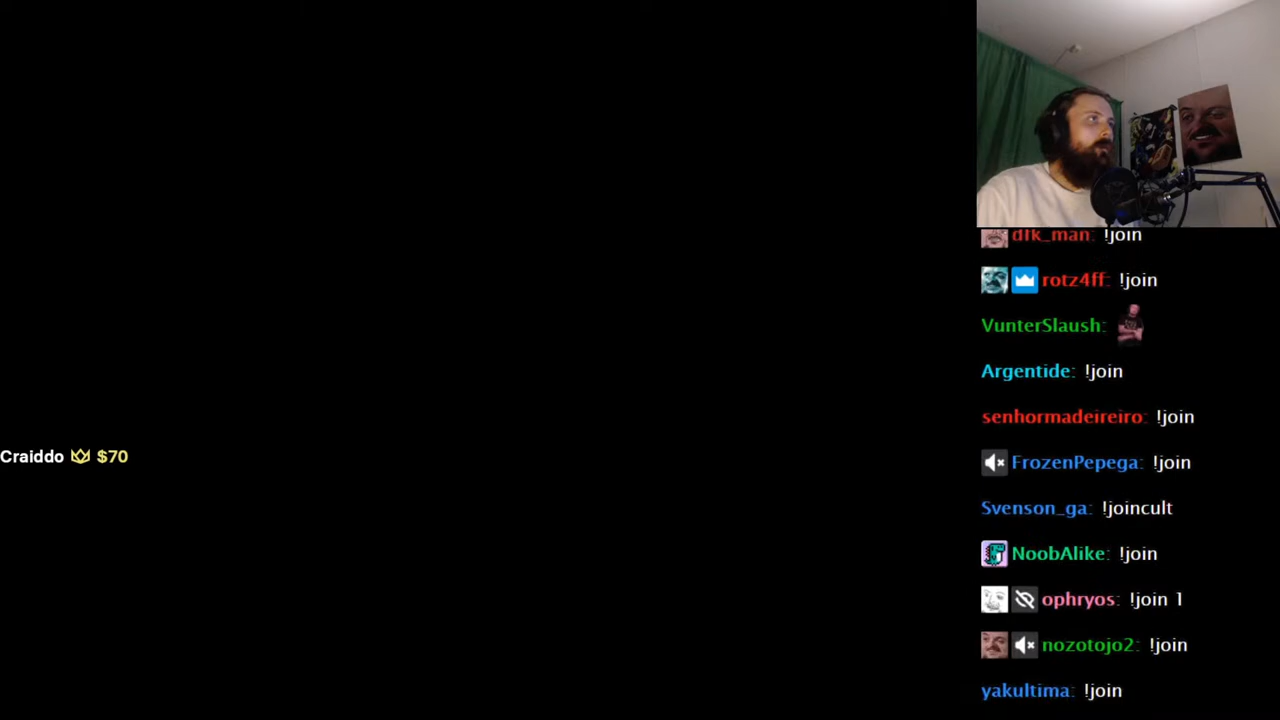 dfk_man: !join
rotz4ff: !join
VunterSlaush:
Argentide: !join
senhormadeireiro: !join
Craiddo $70
FrozenPepega: !join
Svenson_ga: !joincult
NoobAlike: !join
ophryos: !join 1
nozotojo2: !join
yakultima: !join